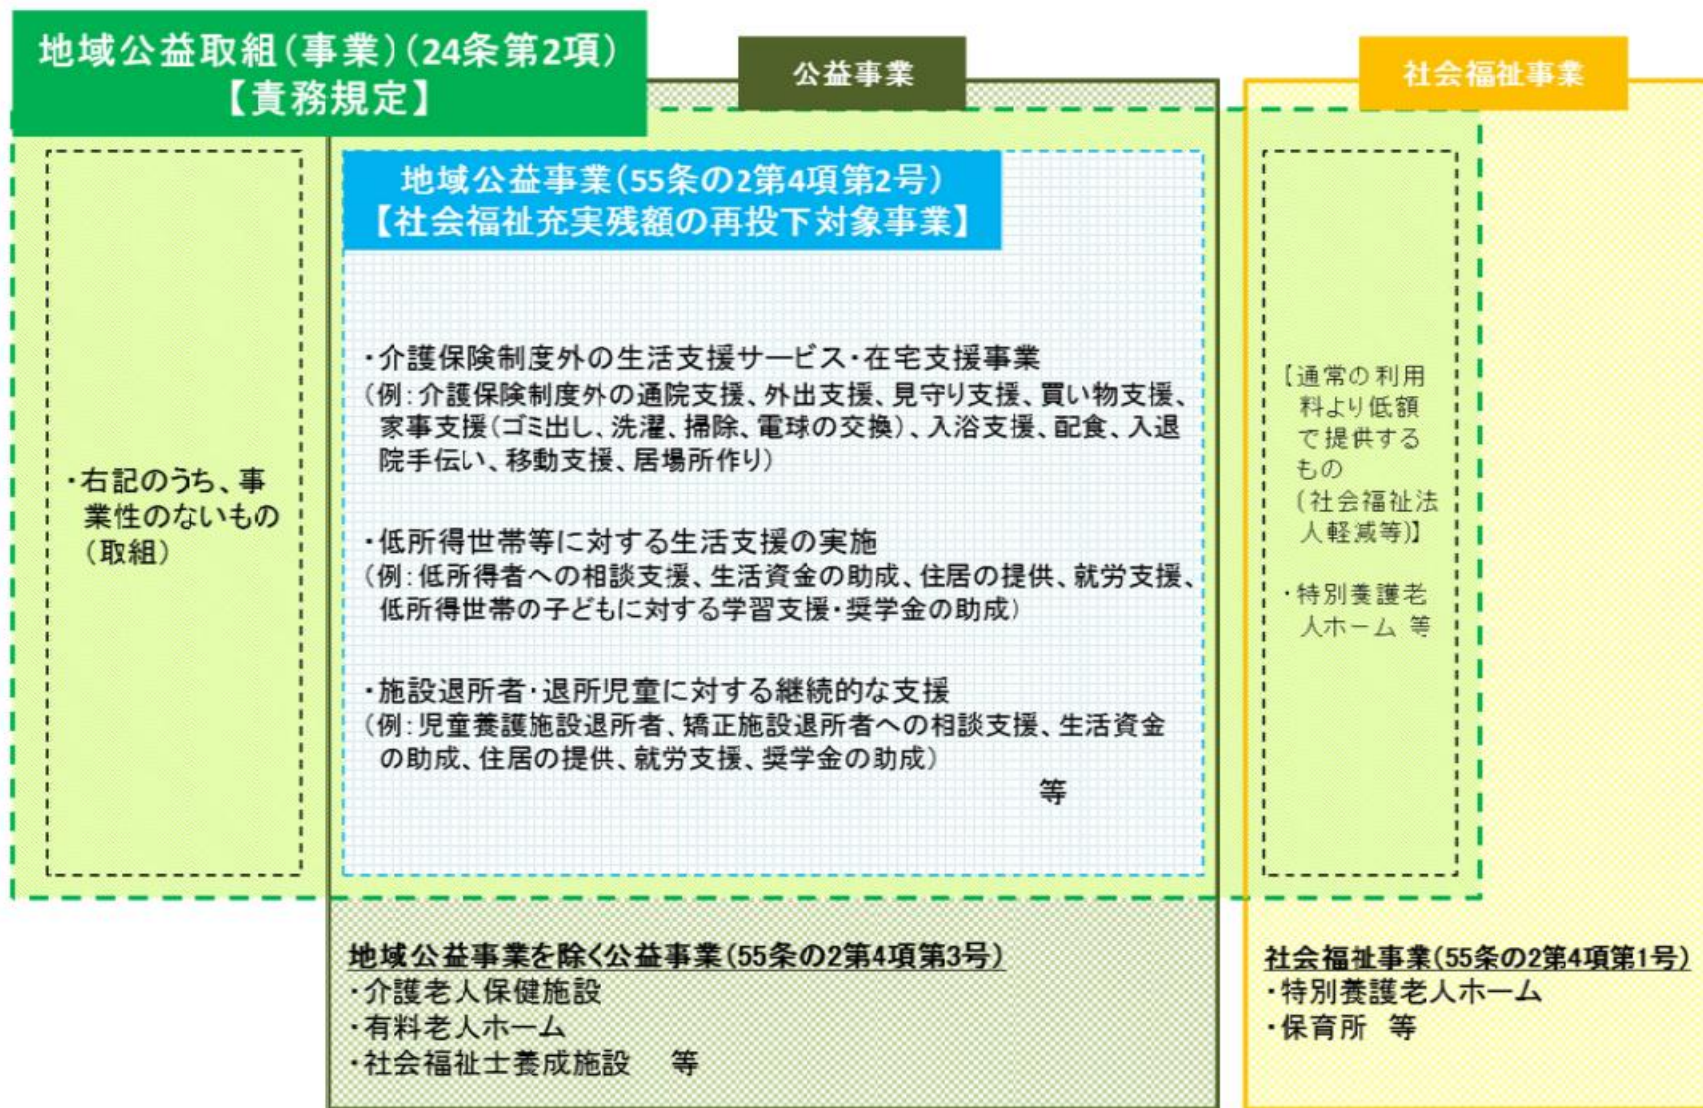 地域公益取組(事業)(24条第2項)
【責務規定】
公益事業
社会福祉事業
・右記のうち、事
業性のないもの
(取組)
地域公益事業(55条の2第4項第2号)
【社会福祉充実残額の再投下対象事業】
・介護保険制度外の生活支援サービス・在宅支援事業
(例:介護保険制度外の通院支援、外出支援、見守り支援、買い物支援、
家事支援(ゴミ出し、洗濯、掃除、電球の交換)、入浴支援、配食、入退
院手伝い、移動支援、居場所作り)
・低所得世帯等に対する生活支援の実施
(例:低所得者への相談支援、生活資金の助成、住居の提供、就労支援、
低所得世帯の子どもに対する学習支援・奨学金の助成)
・施設退所者・退所児童に対する継続的な支援
(例:児童養護施設退所者、矯正施設退所者への相談支援、生活資金
の助成、住居の提供、就労支援、奨学金の助成)
等
【通常の利用
料より低額
で提供する
もの
(社会福祉法
人軽減等)】
・特別養護老
人ホーム 等
地域公益事業を除く公益事業(55条の2第4項第3号)
・介護老人保健施設
・有料老人ホーム
・社会福祉士養成施設 等
社会福祉事業(55条の2第4項第1号)
・特別養護老人ホーム
・保育所 等